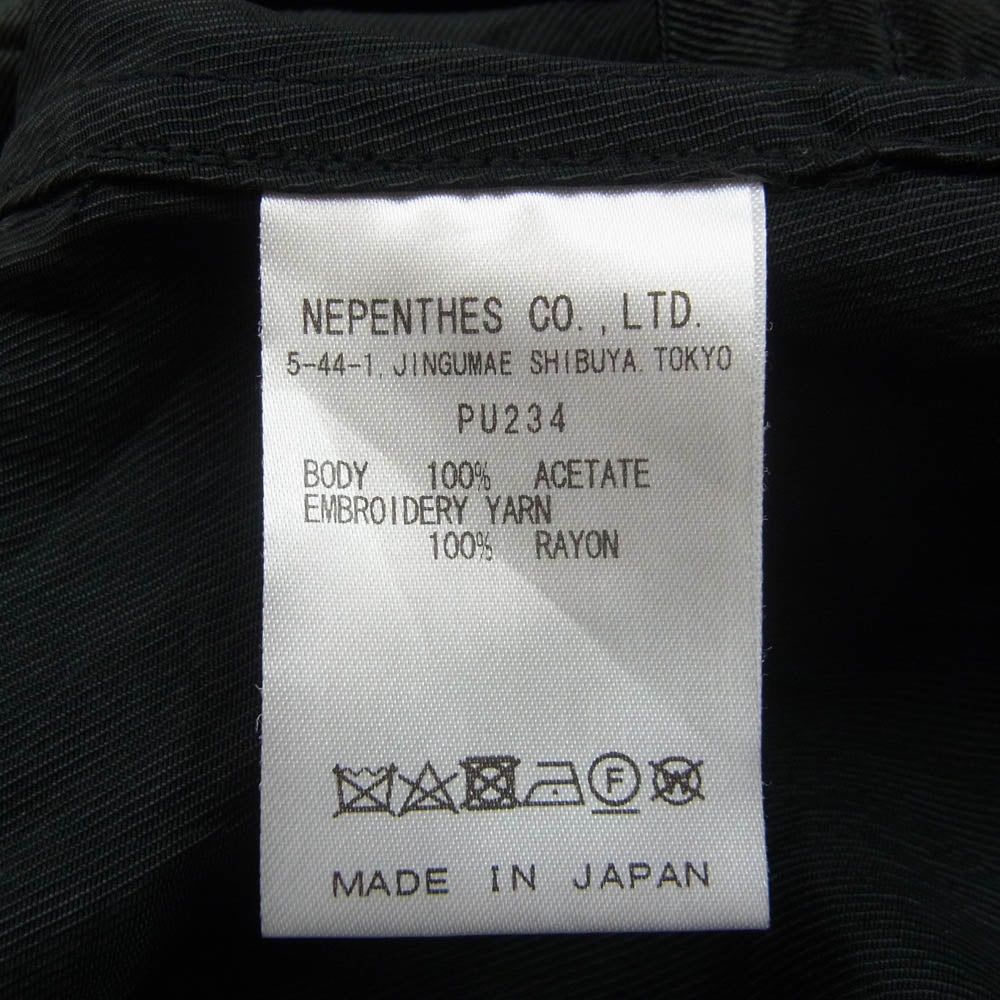 NEPENTHES CO., LTD.
5-44-1, JINGUMAE SHIBUYA. TOKYO
PU234
BODY 100% ACETATE
EMBROIDERY YARN
100% RAYON
F W
MADE IN JAPAN